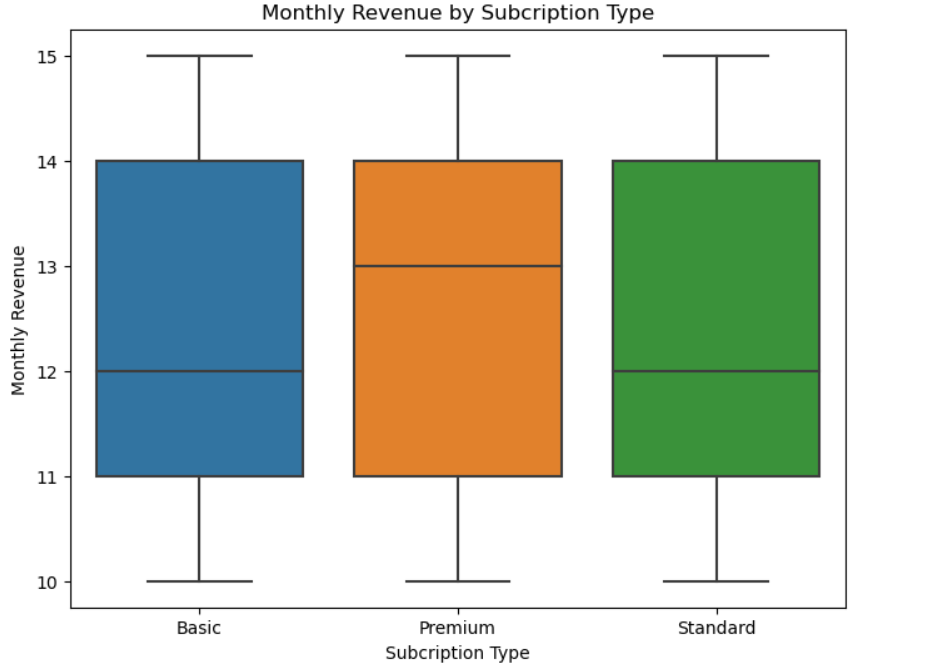 Monthly Revenue by Subcription Type
Monthly Revenue
15
14
13
12
11
10
Basic Premium Standard
Subcription Type